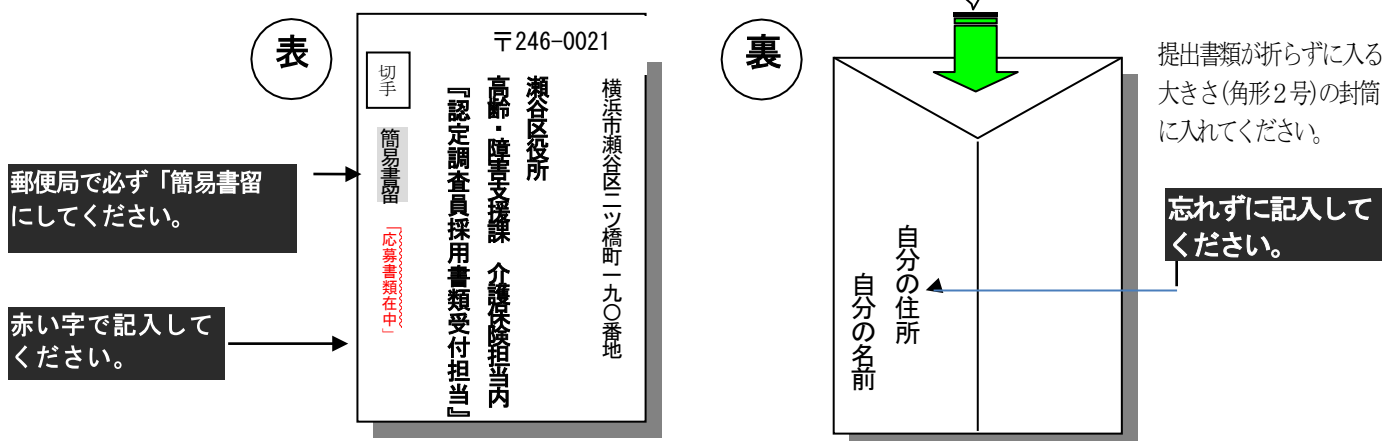 表
〒246-0021
横浜市瀬谷区二ツ橋町一九〇番地
瀬谷区役所
高齢・障害支援課　介護保険担当内
『認定調査員採用書類受付担当』
切手
簡易書留
「応募書類在中」
郵便局で必ず「簡易書留
にしてください。
赤い字で記入して
ください。
裏
自分の住所
自分の名前
提出書類が折らずに入る
大きさ(角形２号)の封筒
に入れてください。
忘れずに記入して
ください。